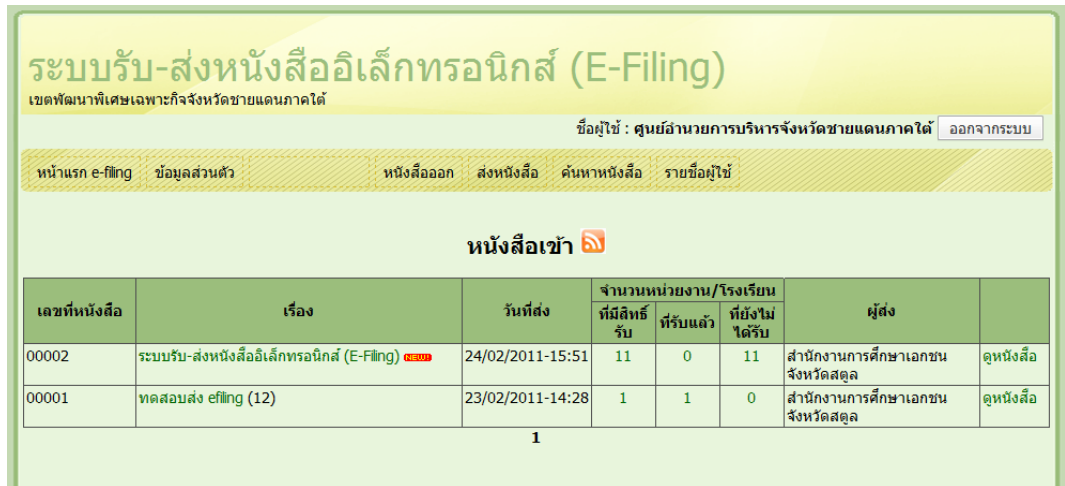 ระบบรับ-ส่งหนังสืออิเล็กทรอนิกส์ (E-Filing)
เขตพัฒนาพิเศษเฉพาะกิจจังหวัดชายแดนภาคใต้
ชื่อผู้ใช้ : ศูนย์อำนวยการบริหารจังหวัดชายแดนภาคใต้ ออกจากระบบ
หน้าแรก e-filing ข้อมูลส่วนตัว หนังสือออก ส่งหนังสือ ค้นหาหนังสือ รายชื่อผู้ใช้
หนังสือเข้า
เลขที่หนังสือ เรื่อง วันที่ส่ง จำนวนหน่วยงาน/โรงเรียน ผู้ส่ง
ที่มีสิทธิ์รับ ที่รับแล้ว ที่ยังไม่ได้รับ
00002 ระบบรับ-ส่งหนังสืออิเล็กทรอนิกส์ (E-Filing) NEW! 24/02/2011-15:51 11 0 11 สำนักงานการศึกษาเอกชน ดูหนังสือ
จังหวัดสตูล
00001 ทดสอบส่ง efiling (12) 23/02/2011-14:28 1 1 0 สำนักงานการศึกษาเอกชน ดูหนังสือ
จังหวัดสตูล
1